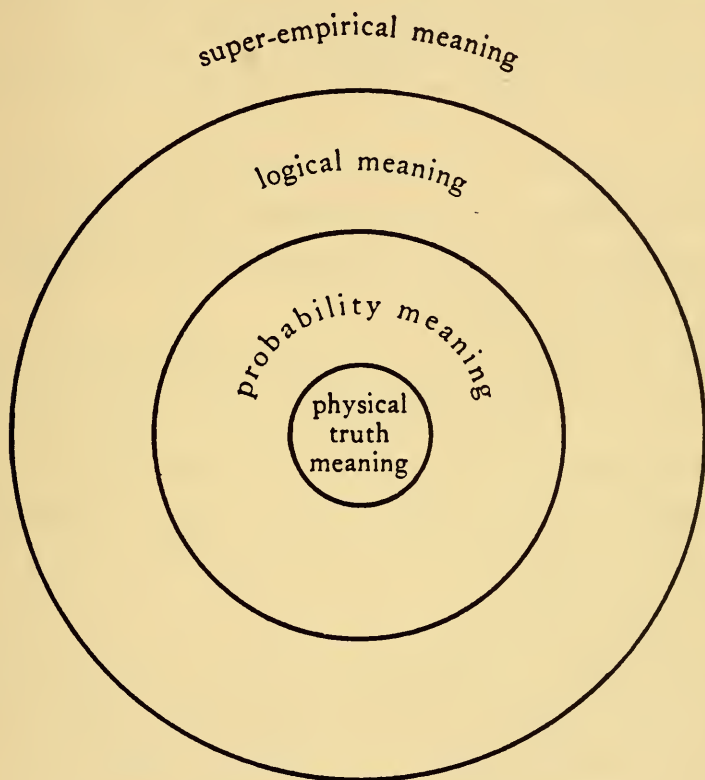 super-empirical meaning
logical meaning
probability meaning
physical
truth
meaning